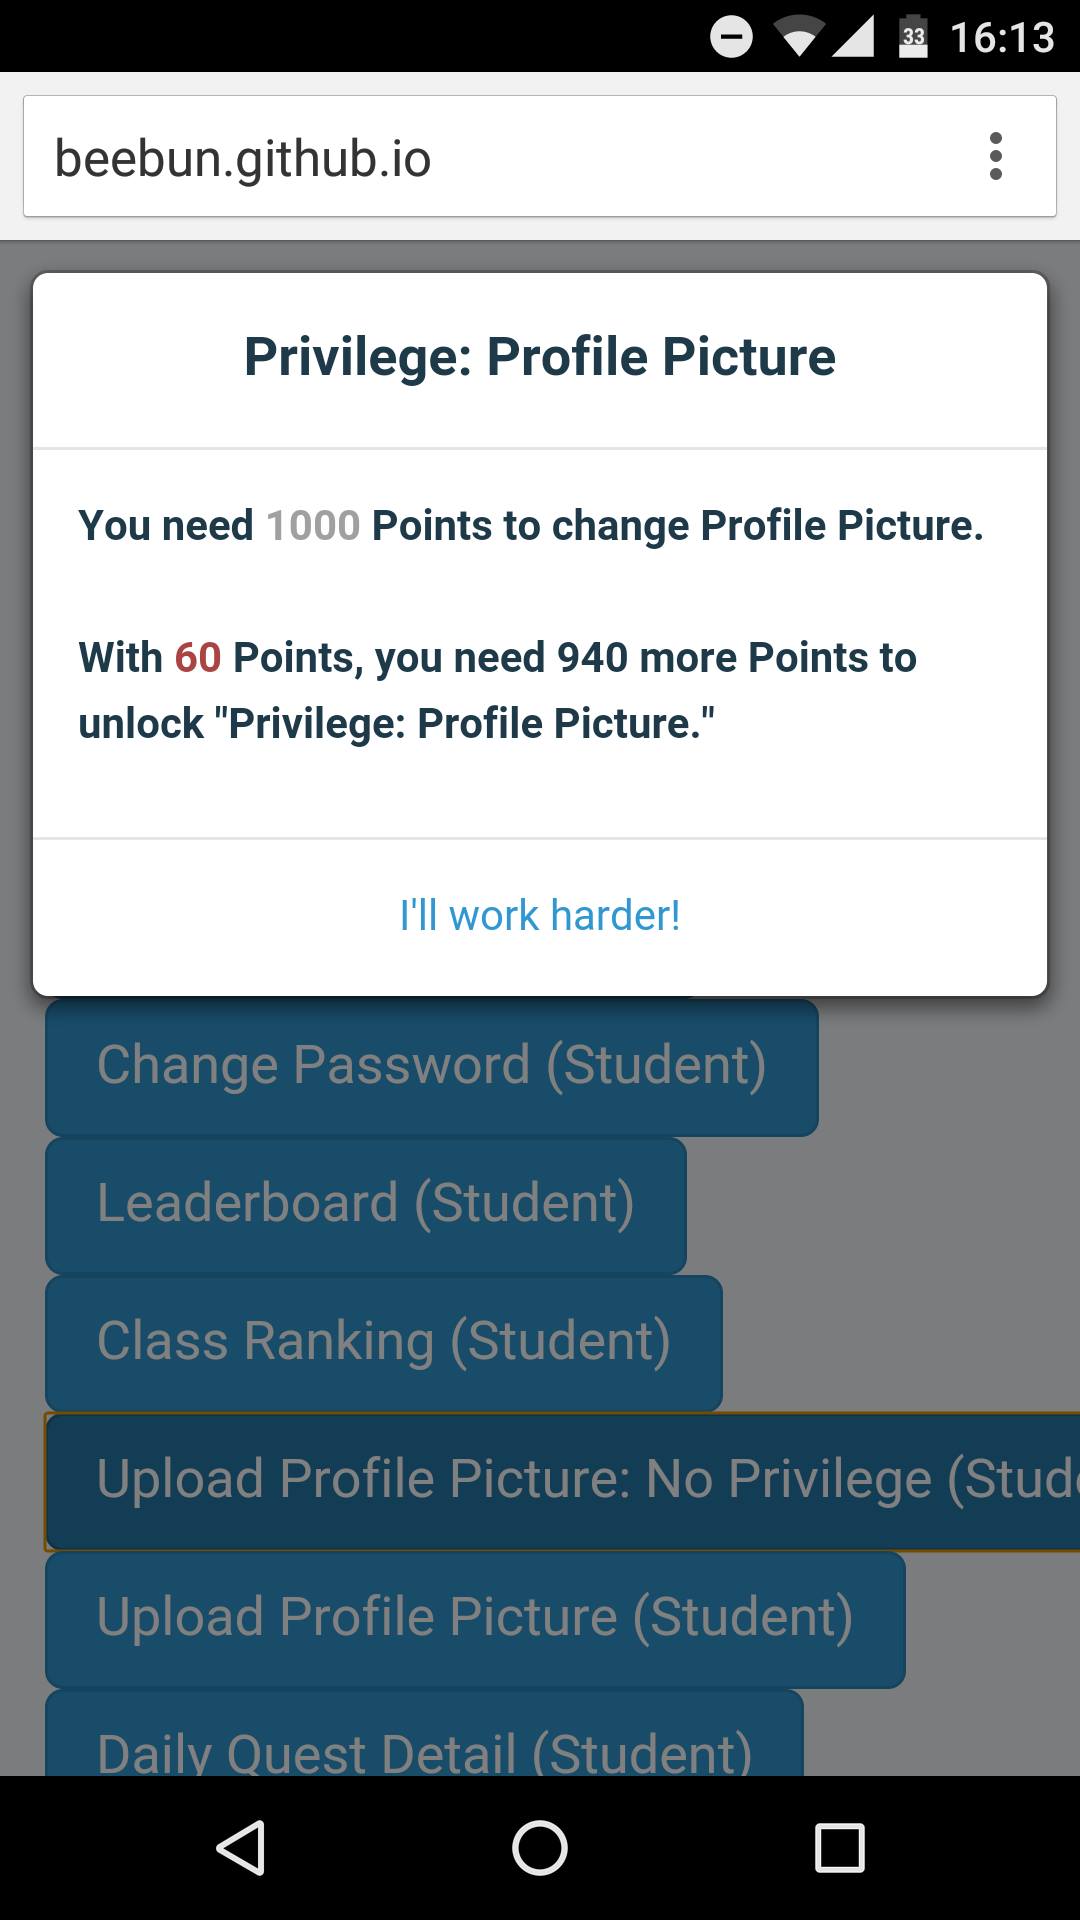 33 16:13
beebun.github.io
Privilege: Profile Picture
You need 1000 Points to change Profile Picture.
With 60 Points, you need 940 more Points to
unlock "Privilege: Profile Picture."
I'll work harder!
Change Password (Student)
Leaderboard (Student)
Class Ranking (Student)
Upload Profile Picture: No Privilege (Stud
Upload Profile Picture (Student)
Daily Quest Detail (Student)